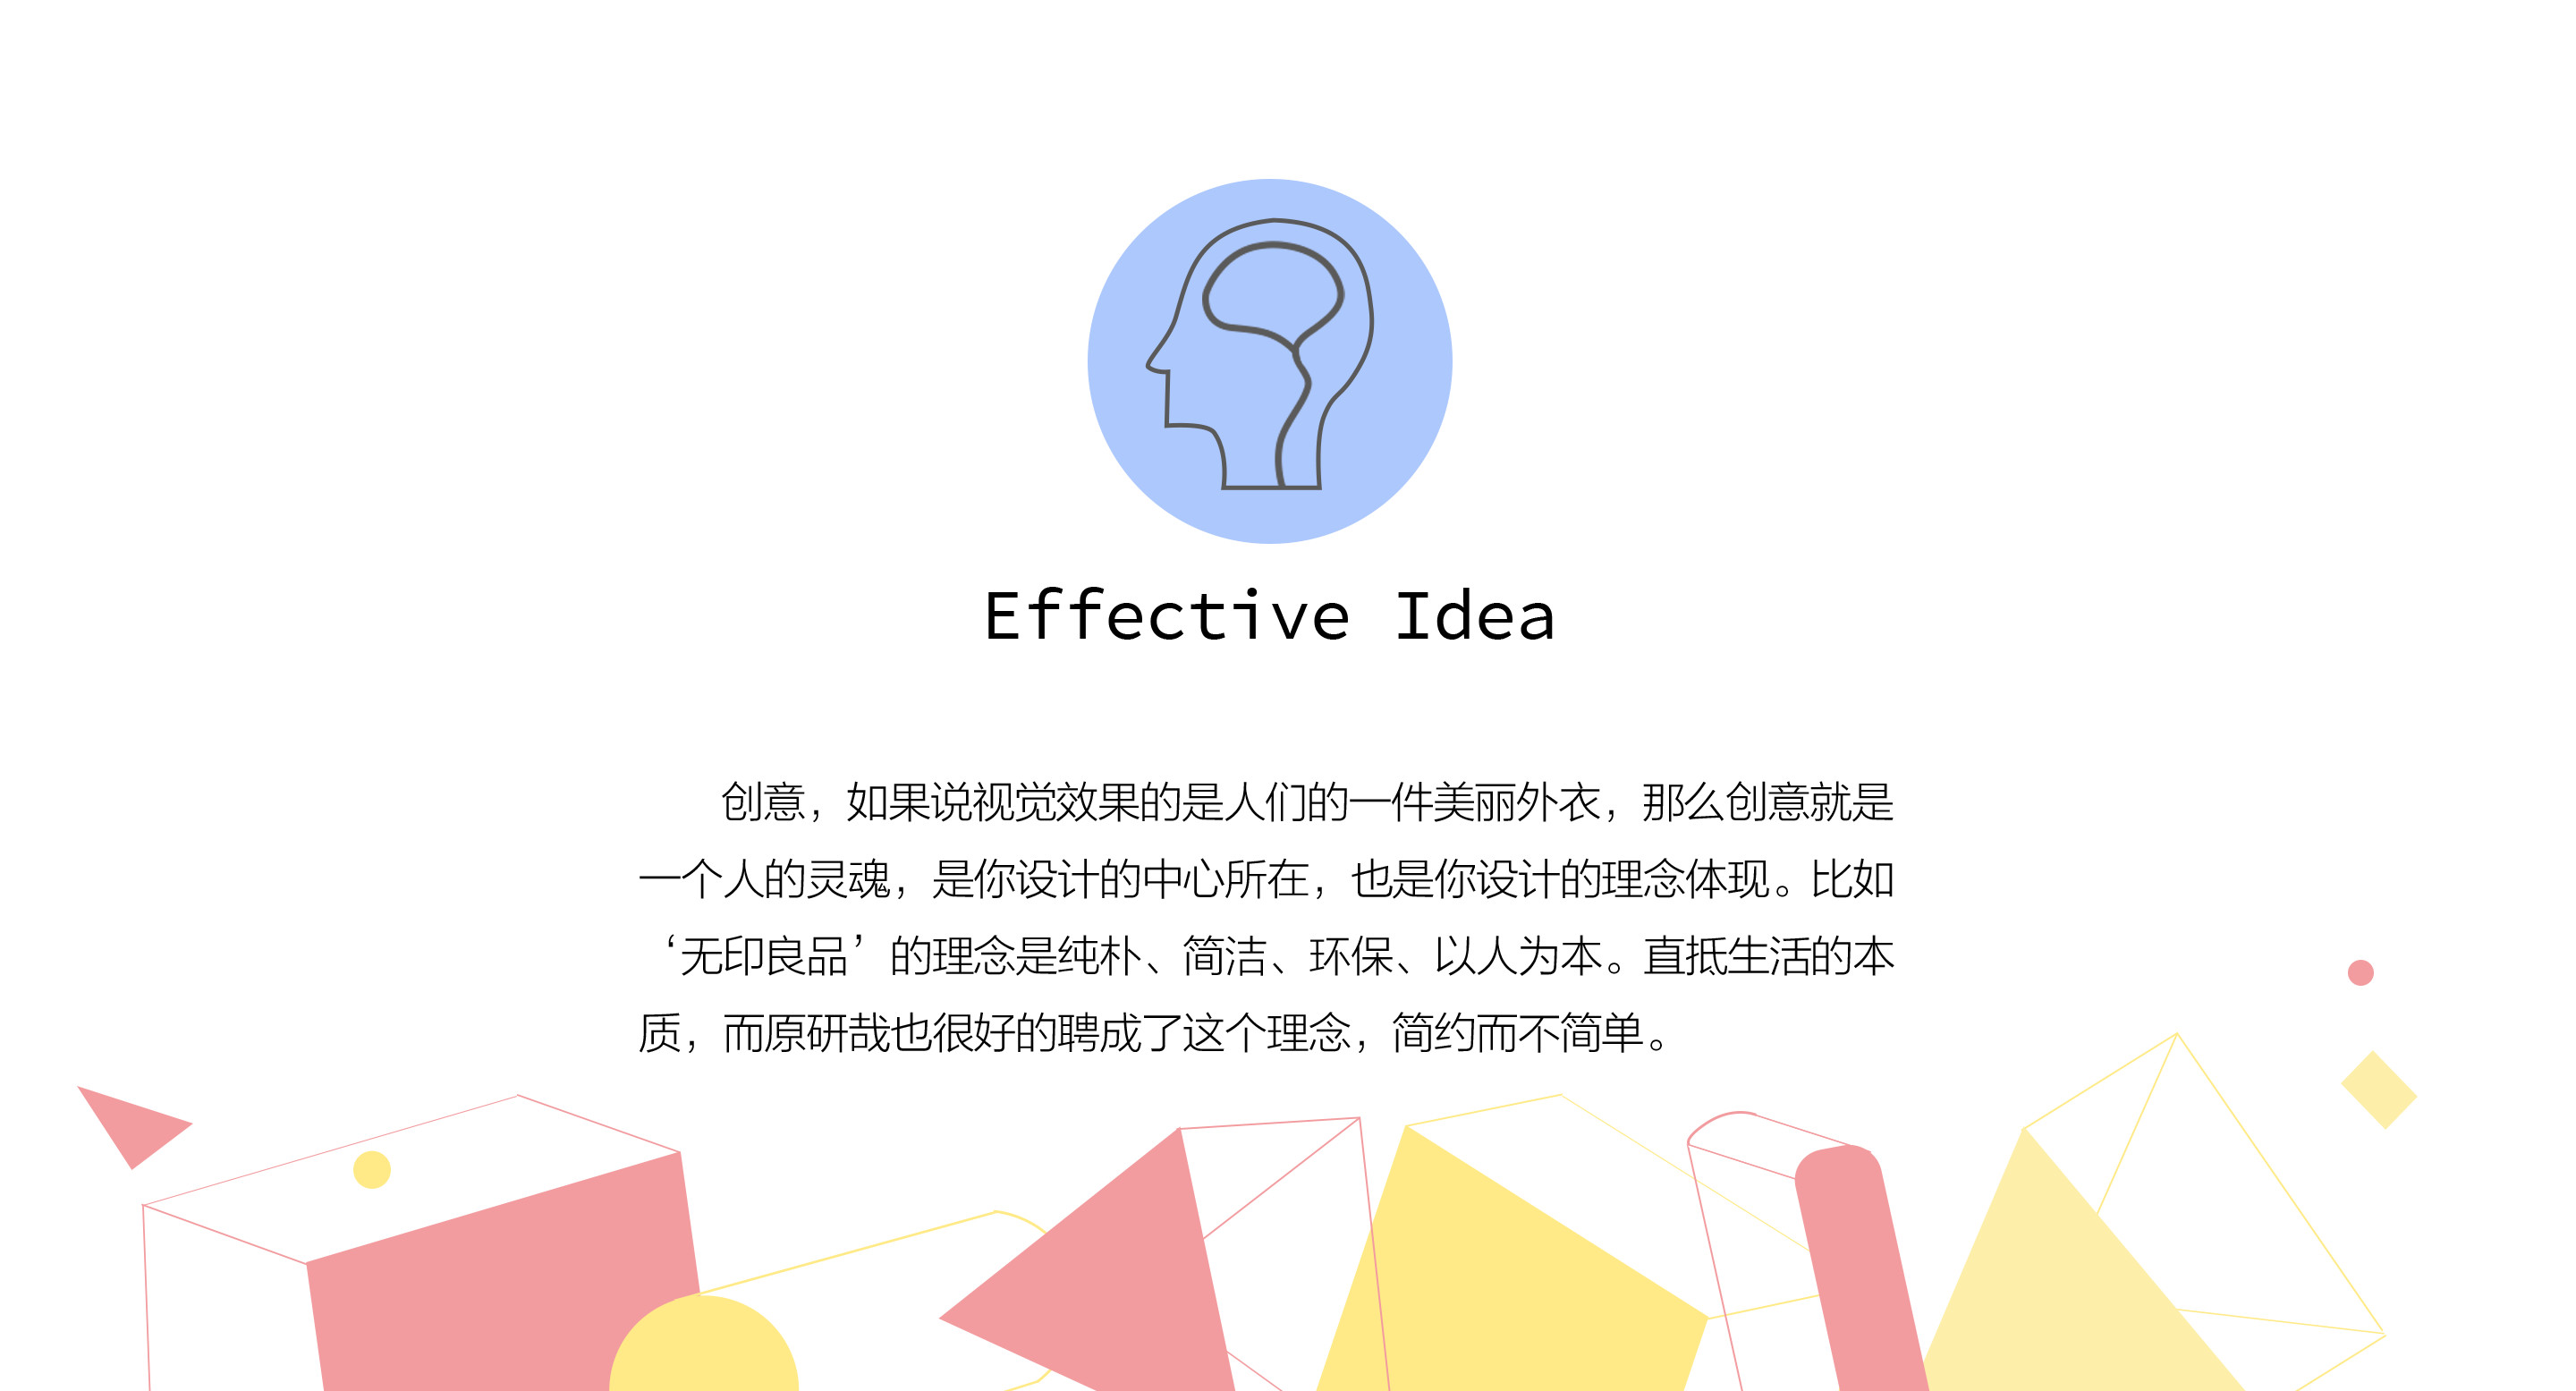 Effective Idea
创意，如果说视觉效果的是人们的一件美丽外衣，那么创意就是
一个人的灵魂，是你设计的中心所在，也是你设计的理念体现。比如
‘无印良品’的理念是纯朴、简洁、环保、以人为本。直抵生活的本
质，而原研哉也很好的聘成了这个理念，简约而不简单。